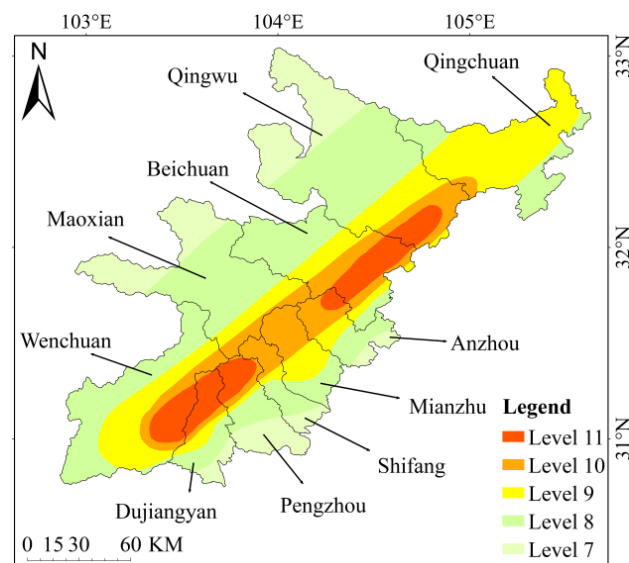 103°E 104°E 105°E
N
33°N
Qingchuan
Qingwu
Beichuan
Maoxian
32°N
Wenchuan
Anzhou
Mianzhu
Legend
Level 11
31°N
Level 10
Shifang
Level 9
Pengzhou
Level 8
Dujiangyan
Level 7
0 15 30 60 KM